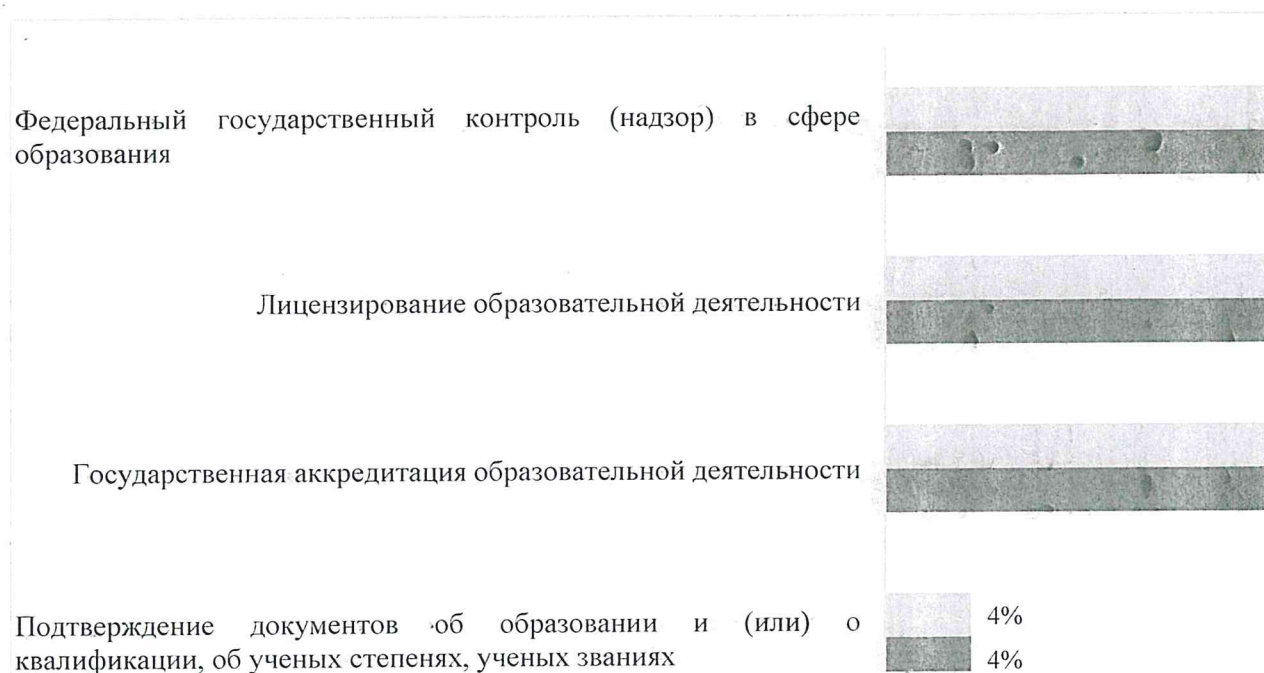 Федеральный государственный контроль (надзор) в сфере
образования
Лицензирование образовательной деятельности
Государственная аккредитация образовательной деятельности
Подтверждение документов об образовании и (или) о
4%
квалификации, об ученых степенях, ученых званиях
4%